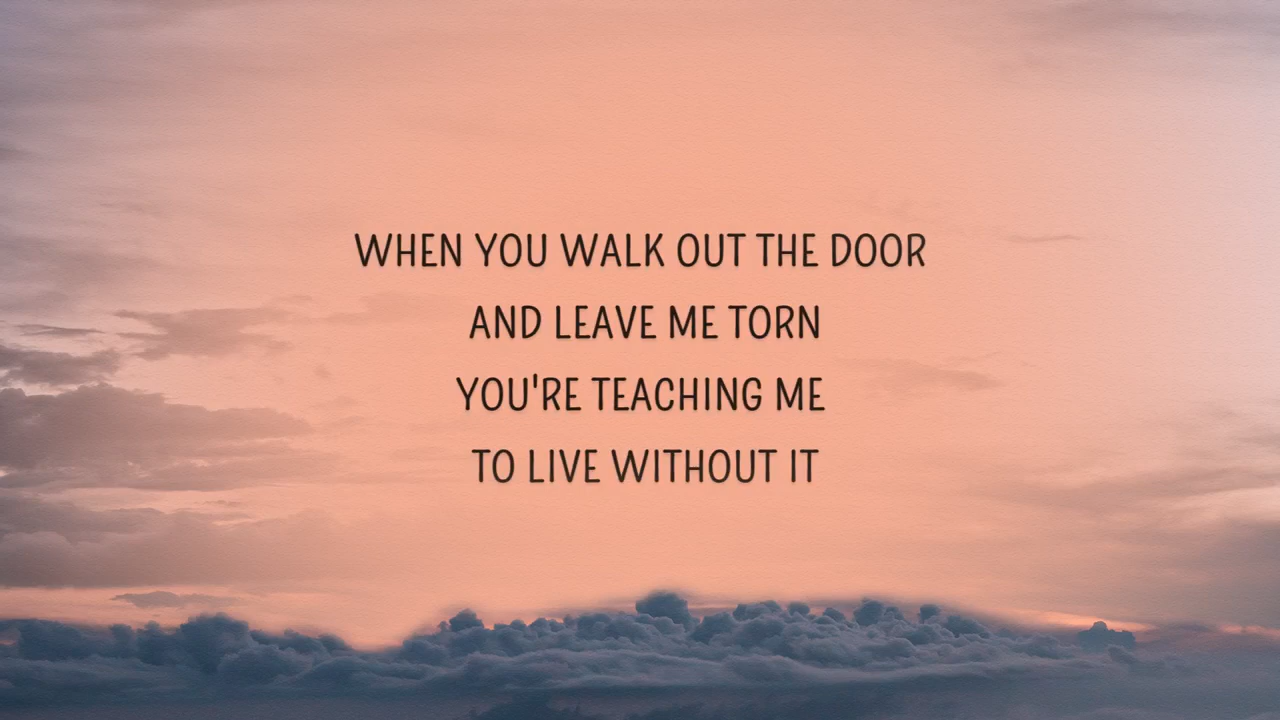 WHEN YOU WALK OUT THE DOOR
AND LEAVE ME TORN
YOU'RE TEACHING ME
TO LIVE WITHOUT IT